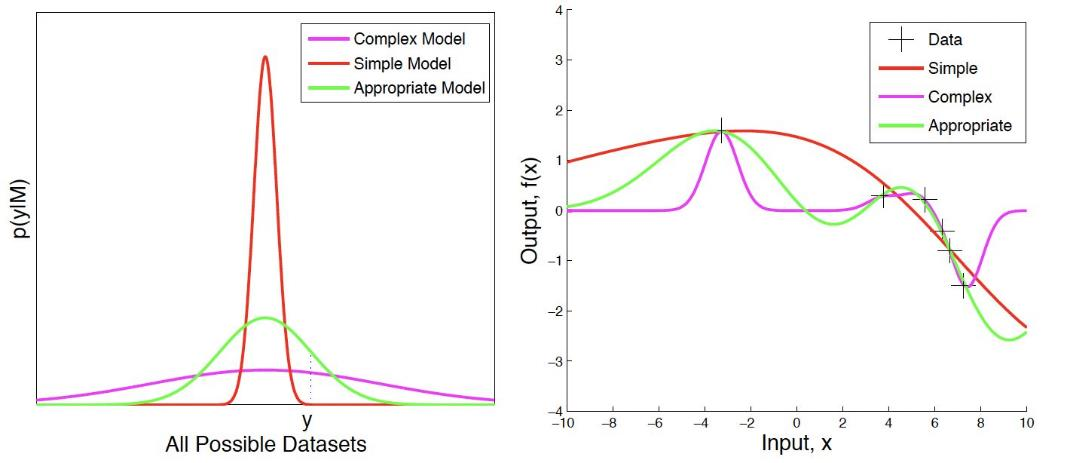 p(y|M)
Complex Model
Simple Model
Appropriate Model
y
All Possible Datasets
Output, f(x)
4
3
2
1
0
−1
−2
−3
−4
Data
Simple
Complex
Appropriate
−10 −8 −6 −4 −2 0 2 4 6 8 10
Input, x